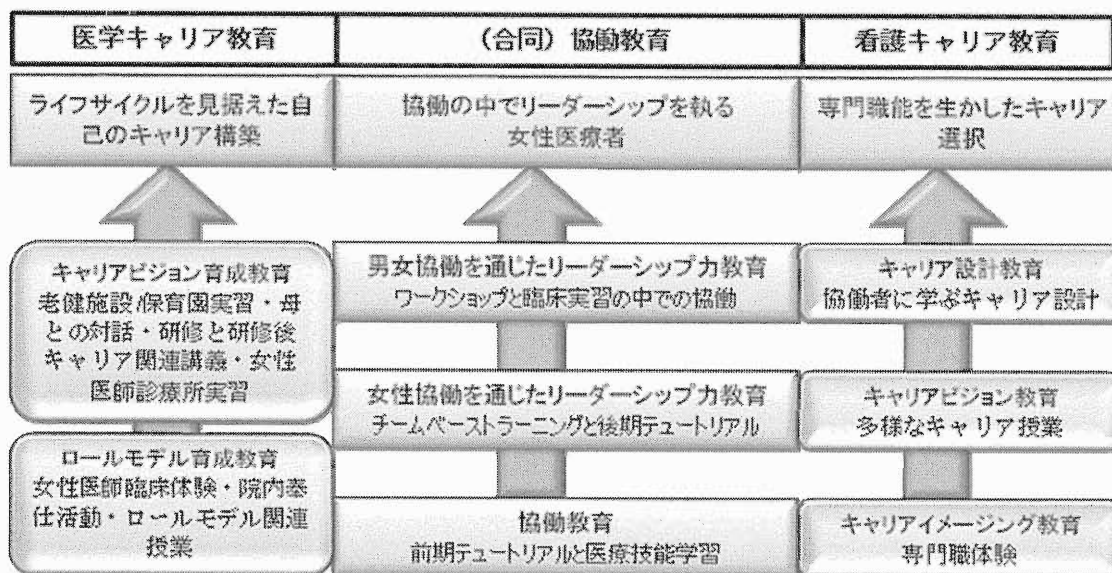 医学キャリア教育
(合同)協働教育
看護キャリア教育
ライフサイクルを見据えた自
己のキャリア構築
協働の中でリーダーシップを執る
女性医療者
専門職能を生かしたキャリア
選択
キャリアビジョン育成教育
老健施設/保育園実習・母
との対話・研修と研修後
キャリア関連講義・女性
医師診療所実習
男女協働を通じたリーダーシップ力教育
ワークショップと臨床実習の中での協働
キャリア設計教育
協働者に学ぶキャリア設計
女性協働を通じたリーダーシップ力教育
チームベーストラーニングと後期テュートリアル
キャリアビジョン教育
多様なキャリア授業
ロールモデル育成教育
女性医師臨床体験・院内奉
仕活動・ロールモデル関連
授業
協働教育
前期テュートリアルと医療技能学習
キャリアイメージング教育
専門職体験